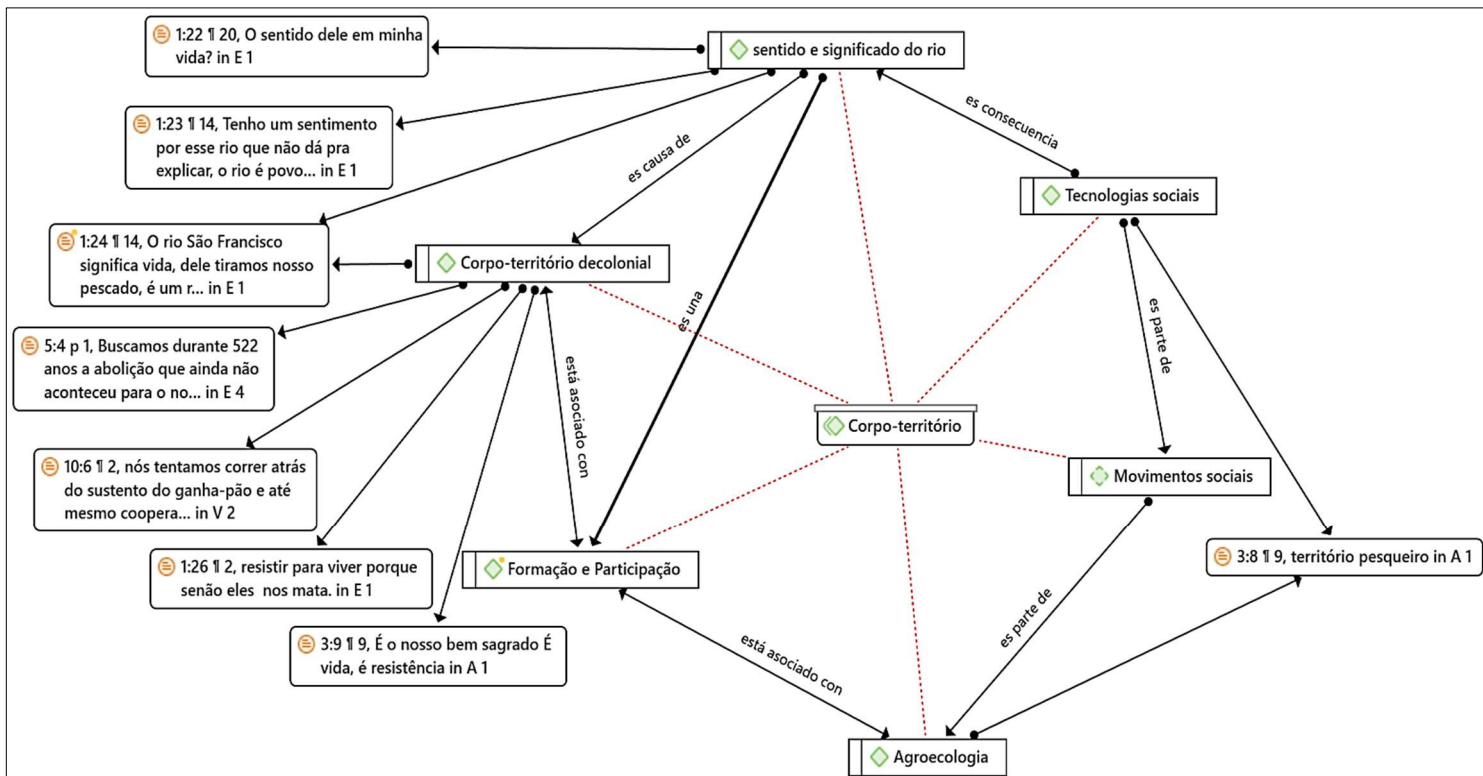 1:22 ¶ 20, O sentido dele em minha
vida? in E 1
sentido e significado do rio
es consecuencia
1:23 ¶ 14, Tenho um sentimento
por esse rio que não dá pra
explicar, o rio é povo... in E 1
es causa de
Tecnologias sociais
1:24 ¶ 14, O rio São Francisco
significa vida, dele tiramos nosso
pescado, é um r... in E 1
Corpo-território decolonial
es una
es parte de
5:4 p 1, Buscamos durante 522
anos a abolição que ainda não
aconteceu para o no... in E 4
está asociado con
Corpo-território
10:6 ¶ 2, nós tentamos correr atrás
do sustento do ganha-pão e até
mesmo coopera... in V 2
Movimentos sociais
1:26 ¶ 2, resistir para viver porque
senão eles  nos mata. in E 1
Formação e Participação
3:8 ¶ 9, território pesqueiro in A 1
es parte de
3:9 ¶ 9, É o nosso bem sagrado É
vida, é resistência in A 1
está asociado con
Agroecologia